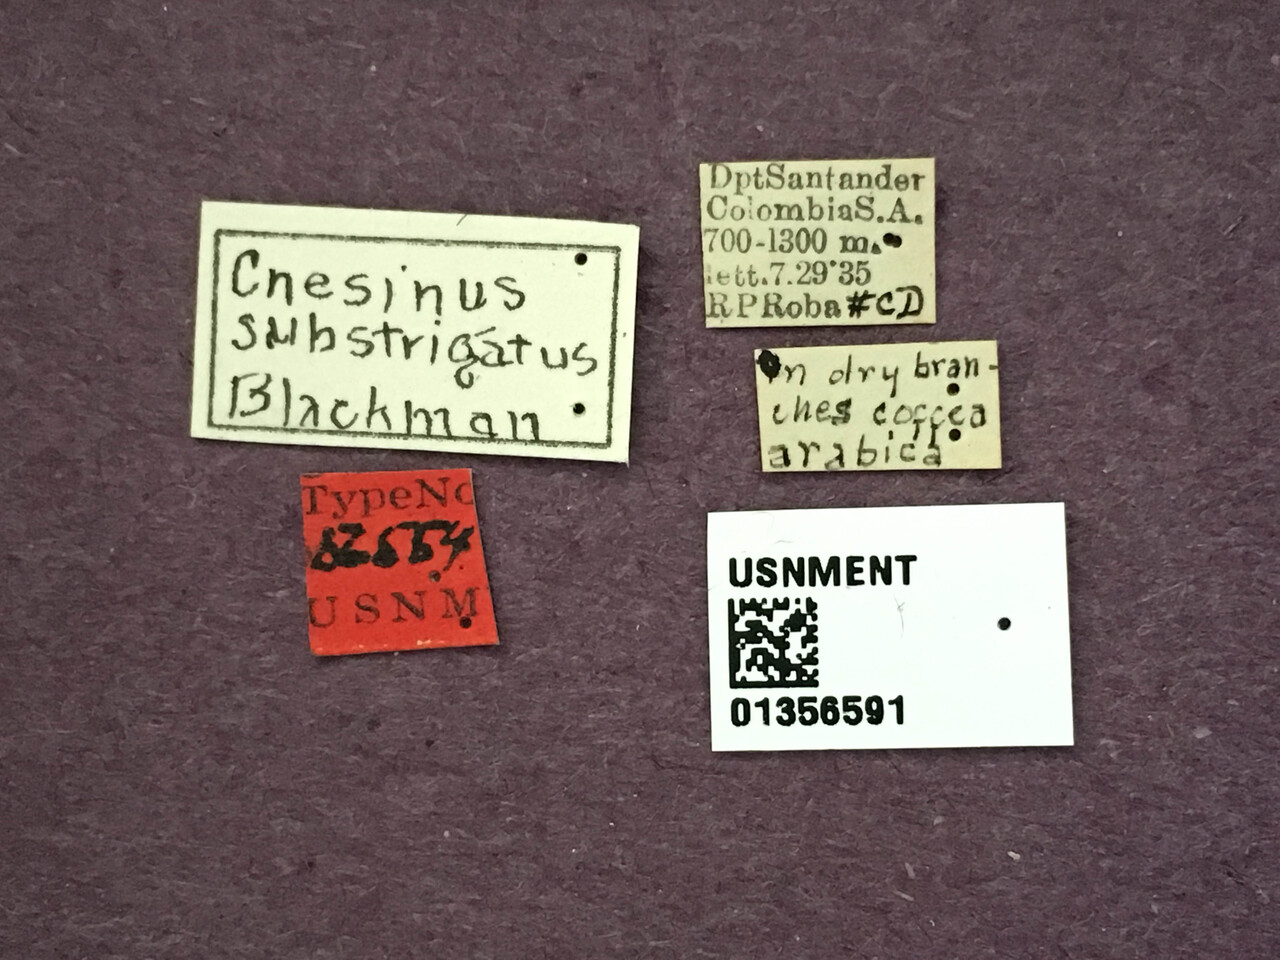 Cnesinus
substrigatus
Blackman
DptSantander
ColombiaS.A.
700-1300 m.
lett.7.29'35
RPRoba #CD
In dry bran-
ches coffea
arabica
TypeNo
USNM
USNMENT
01356591